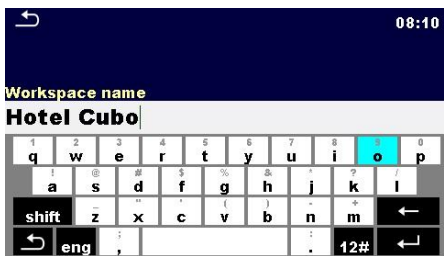 08:10
Workspace name
Hotel Cubo
1 2 3 4 5 6 7 8 9 0
q w e r t y u i o p
! @ # $ % & * ? /
a s d f g h j k l
_ " ' ( ) - +
shift z x c v b n m
; :
eng , . 12#